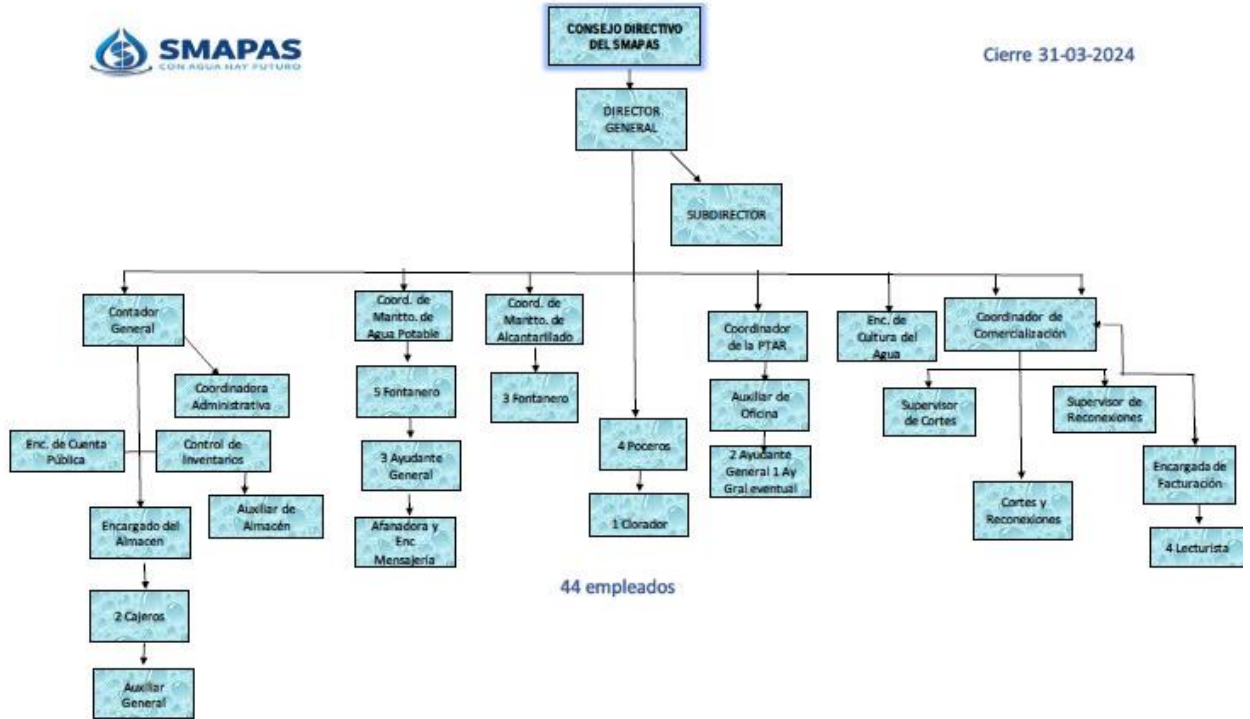 CONSEJO DIRECTIVO
DEL SMAPAS
SMAPAS
CON AGUA HAY FUTURO
Cierre 31-03-2024
DIRECTOR
GENERAL
SUBDIRECTOR
Contador
General
Coord. de
Mantto. de
Agua Potable
Coord. de
Mantto. de
Alcantarillado
Coordinador
de la PTAR
Enc. de
Cultura del
Agua
Coordinador de
Comercialización
Coordinadora
Administrativa
5 Fontanero
3 Fontanero
Auxiliar de
Oficina
Supervisor
de Cortes
Supervisor de
Reconexiones
Enc. de Cuenta
Pública
Control de
Inventarios
3 Ayudante
General
4 Poceros
2 Ayudante
General 1 Ay
Gral eventual
Encargada de
Facturación
Auxiliar de
Almacén
Cortes y
Reconexiones
Encargado del
Almacen
Afanadora y
Enc
Mensajería
1 Clorador
4 Lecturista
44 empleados
2 Cajeros
Auxiliar
General